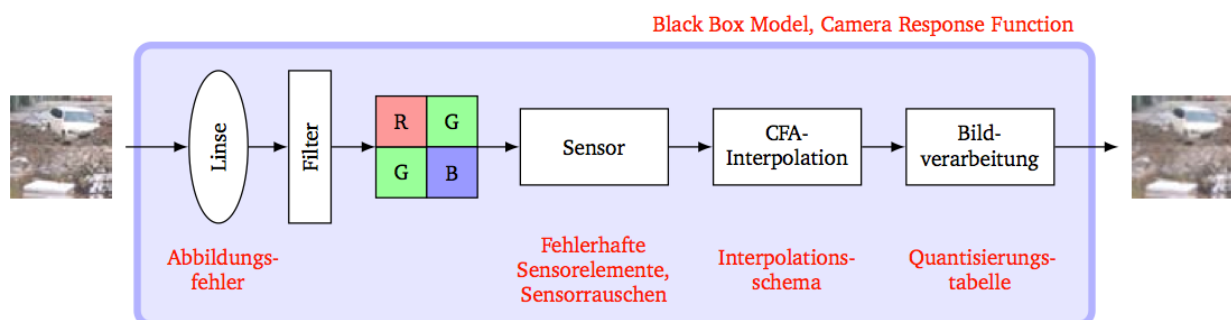 Black Box Model, Camera Response Function
Linse
Filter
R G
G B
Sensor
CFA-
Interpolation
Bild-
verarbeitung
Abbildungs-
fehler
Fehlerhafte
Sensorelemente,
Sensorrauschen
Interpolations-
schema
Quantisierungs-
tabelle